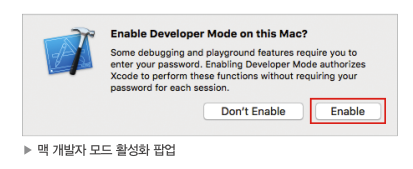 Enable Developer Mode on this Mac?
Some debugging and playground features require you to
enter your password. Enabling Developer Mode authorizes
Xcode to perform these functions without requiring your
password for each session.
Don't Enable
Enable
▶ 맥 개발자 모드 활성화 팝업